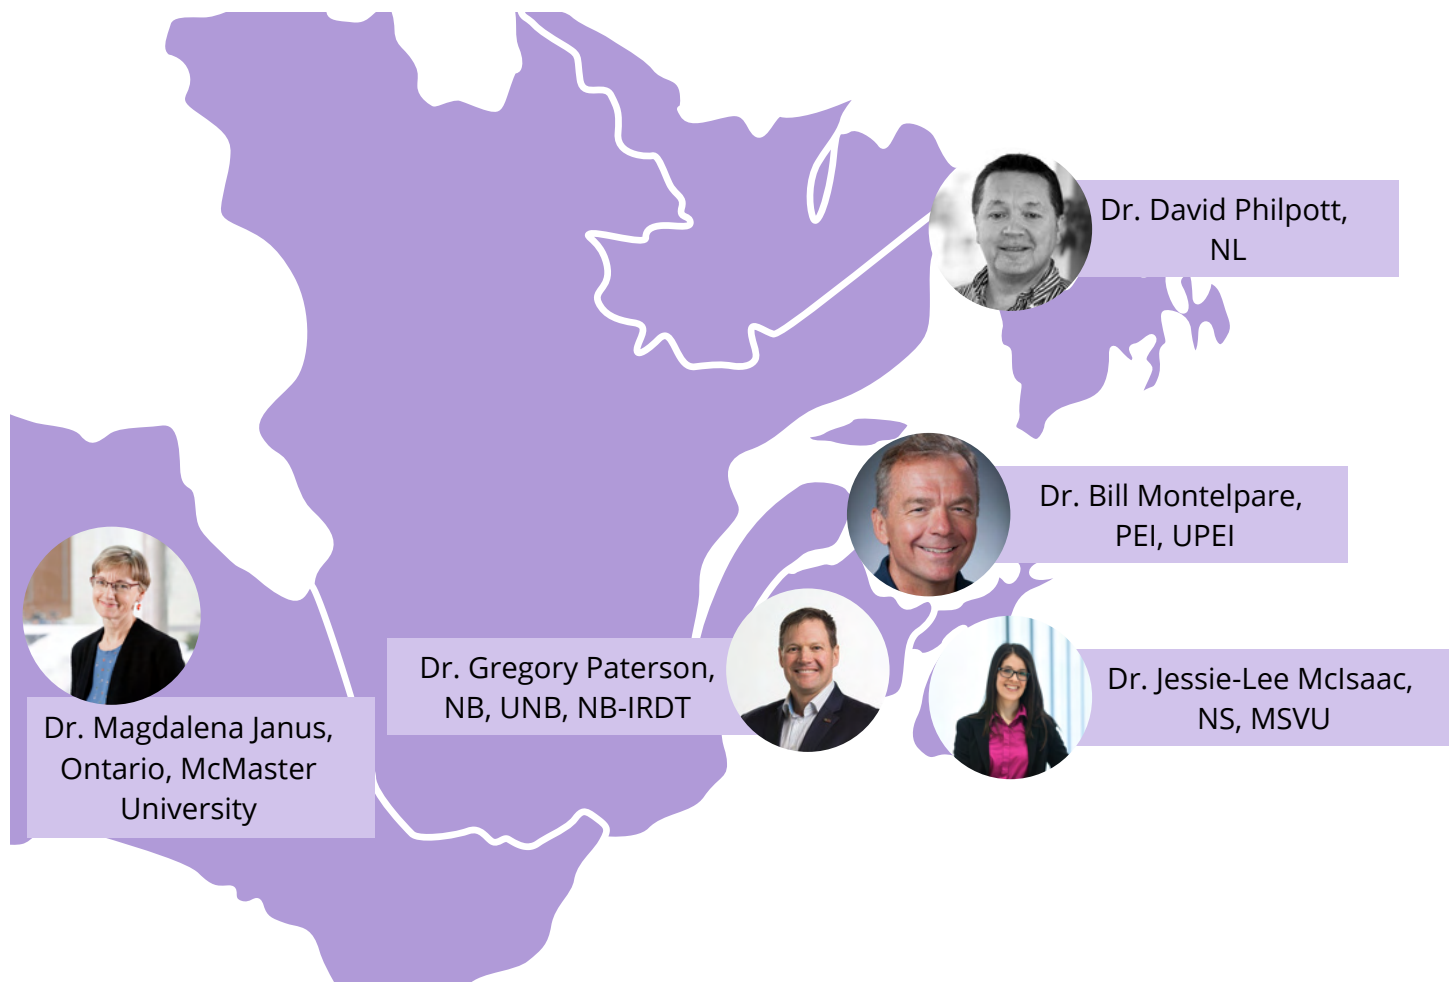 Dr. David Philpott,
NL
Dr. Bill Montelpare,
PEI, UPEI
Dr. Gregory Paterson,
NB, UNB, NB-IRDT
Dr. Jessie-Lee McIsaac,
NS, MSVU
Dr. Magdalena Janus,
Ontario, McMaster
University